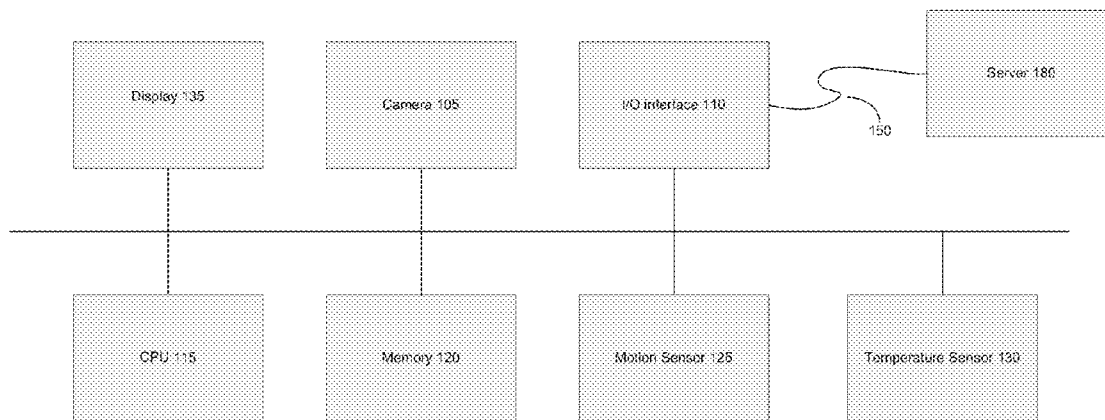 Display 135
Camera 105
I/O interface 110
Server 180
150
CPU 115
Memory 120
Motion Sensor 125
Temperature Sensor 130